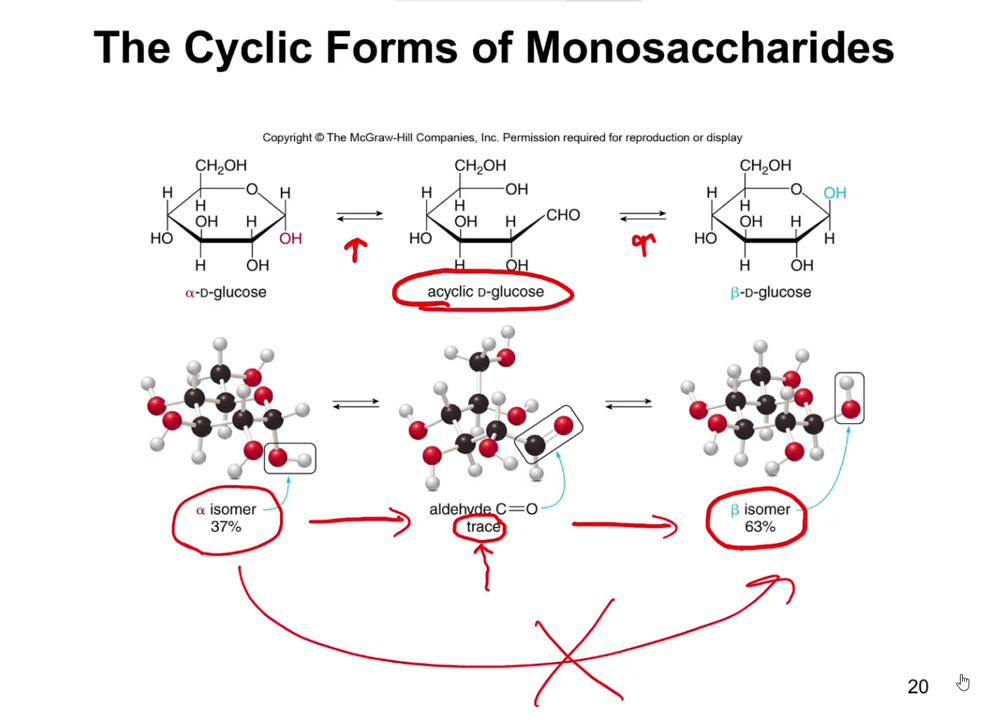 The Cyclic Forms of Monosaccharides
Copyright © The McGraw-Hill Companies, Inc. Permission required for reproduction or display
CH₂OH
H
O
H
H
OH
H
HO
OH
H
OH
α-D-glucose
CH₂OH
H
OH
H
OH
H
CHO
HO
H
OH
acyclic D-glucose
CH₂OH
H
O
OH
H
OH
H
HO
H
H
OH
β-D-glucose
α isomer
37%
aldehyde C=O
trace
β isomer
63%
20